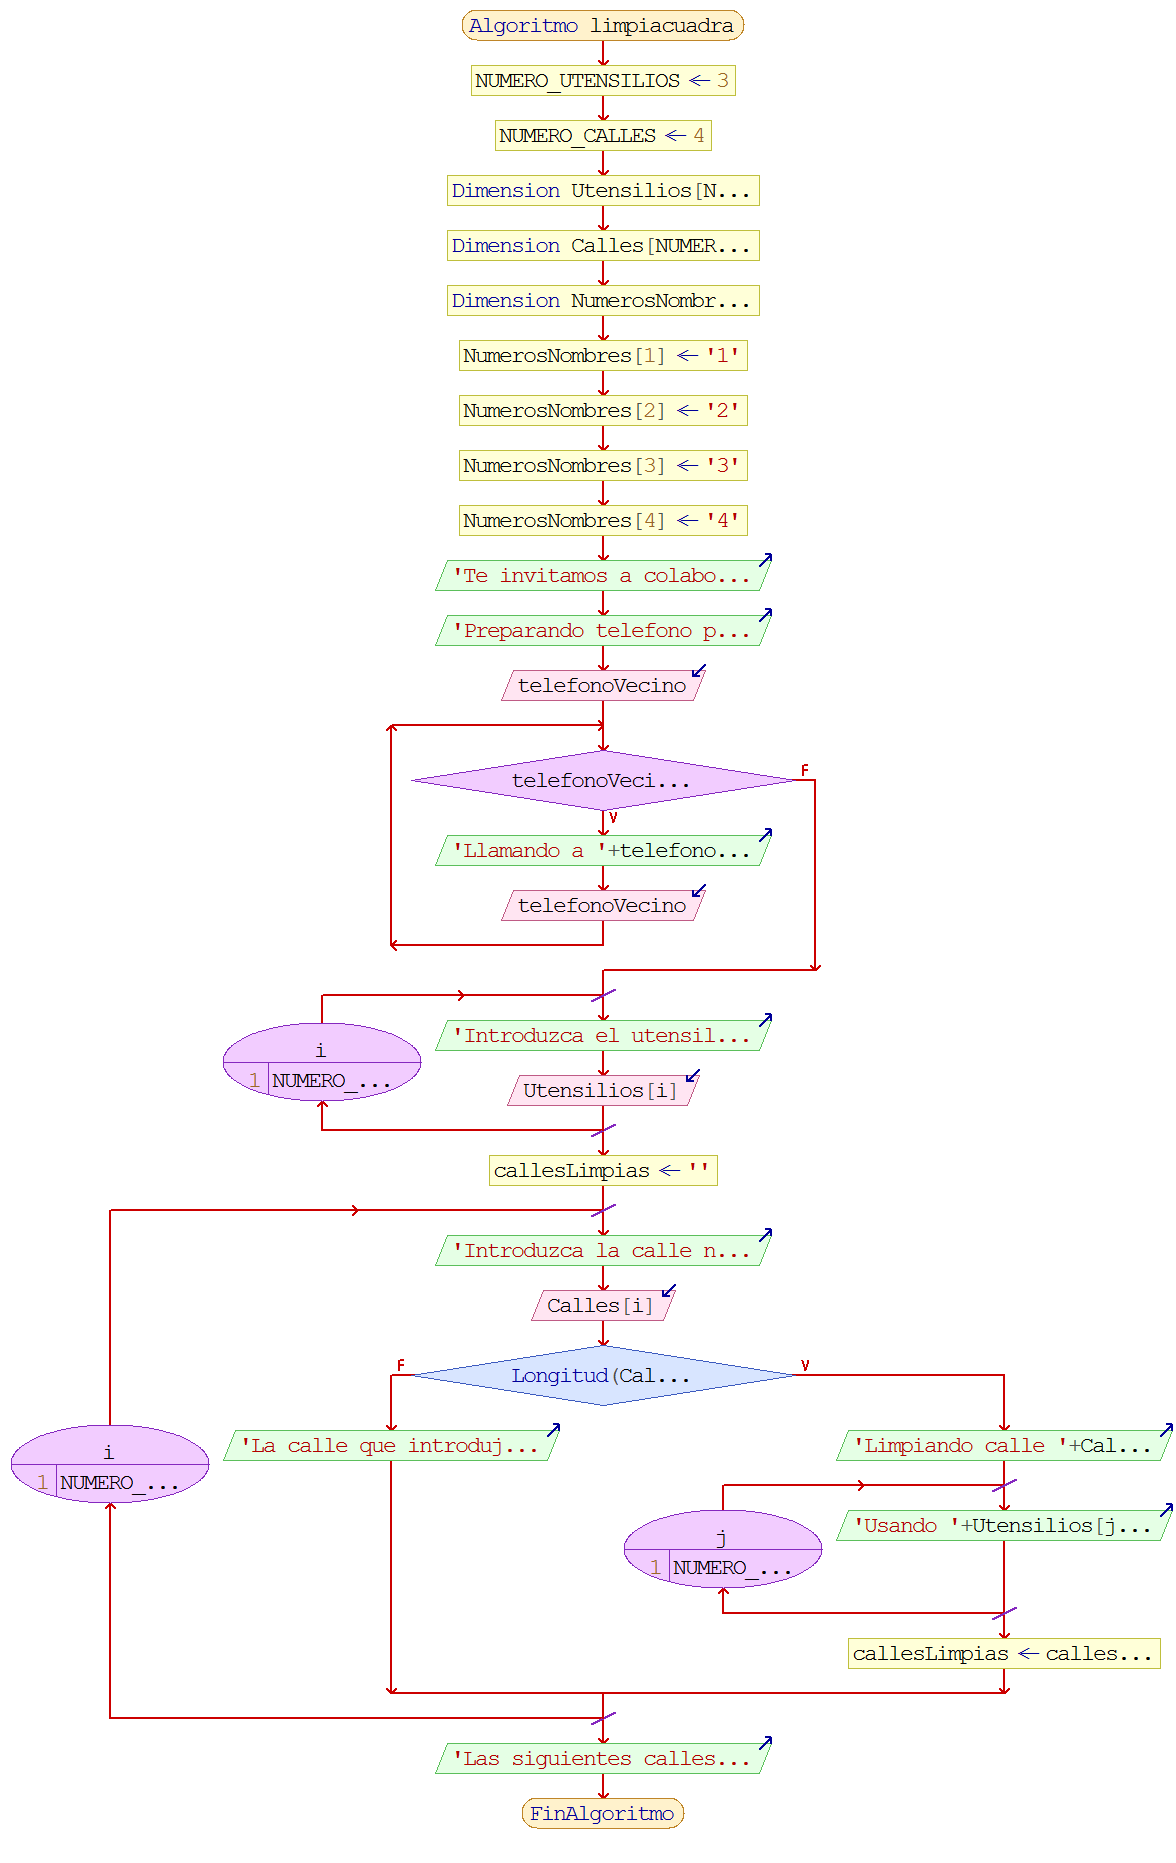 Algoritmo limpiacuadra
NUMERO_UTENSILIOS ← 3
NUMERO_CALLES ← 4
Dimension Utensilios[N...
Dimension Calles[NUMER...
Dimension NumerosNombr...
NumerosNombres[1] ← '1'
NumerosNombres[2] ← '2'
NumerosNombres[3] ← '3'
NumerosNombres[4] ← '4'
'Te invitamos a colabo...
'Preparando telefono p...
telefonoVecino
telefonoVeci...
F
V
'Llamando a '+telefono...
telefonoVecino
'Introduzca el utensil...
i
1 NUMERO_...
Utensilios[i]
callesLimpias ← ''
'Introduzca la calle n...
Calles[i]
Longitud(Cal...
F
V
'La calle que introduj...
'Limpiando calle '+Cal...
i
1 NUMERO_...
'Usando '+Utensilios[j...
j
1 NUMERO_...
callesLimpias ← calles...
'Las siguientes calles...
FinAlgoritmo